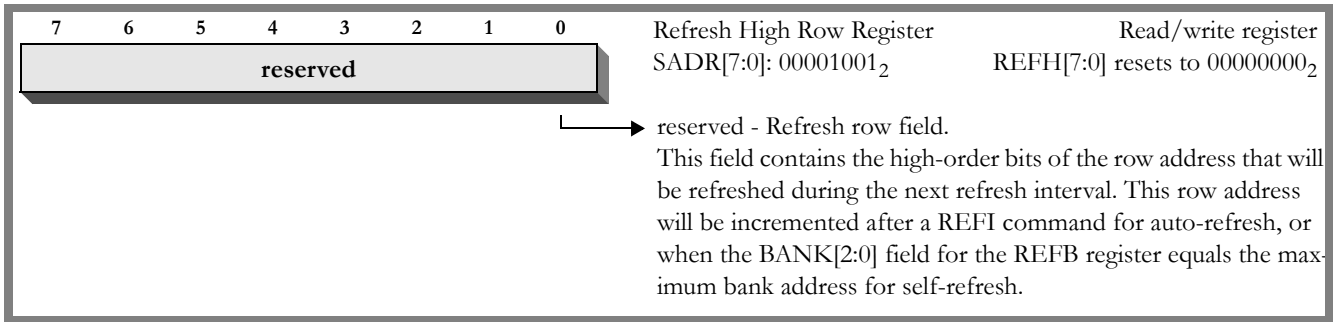 7 6 5 4 3 2 1 0
reserved
Refresh High Row Register Read/write register
SADR[7:0]: 00001001₂ REFH[7:0] resets to 00000000₂
reserved - Refresh row field.
This field contains the high-order bits of the row address that will
be refreshed during the next refresh interval. This row address
will be incremented after a REFI command for auto-refresh, or
when the BANK[2:0] field for the REFB register equals the max-
imum bank address for self-refresh.